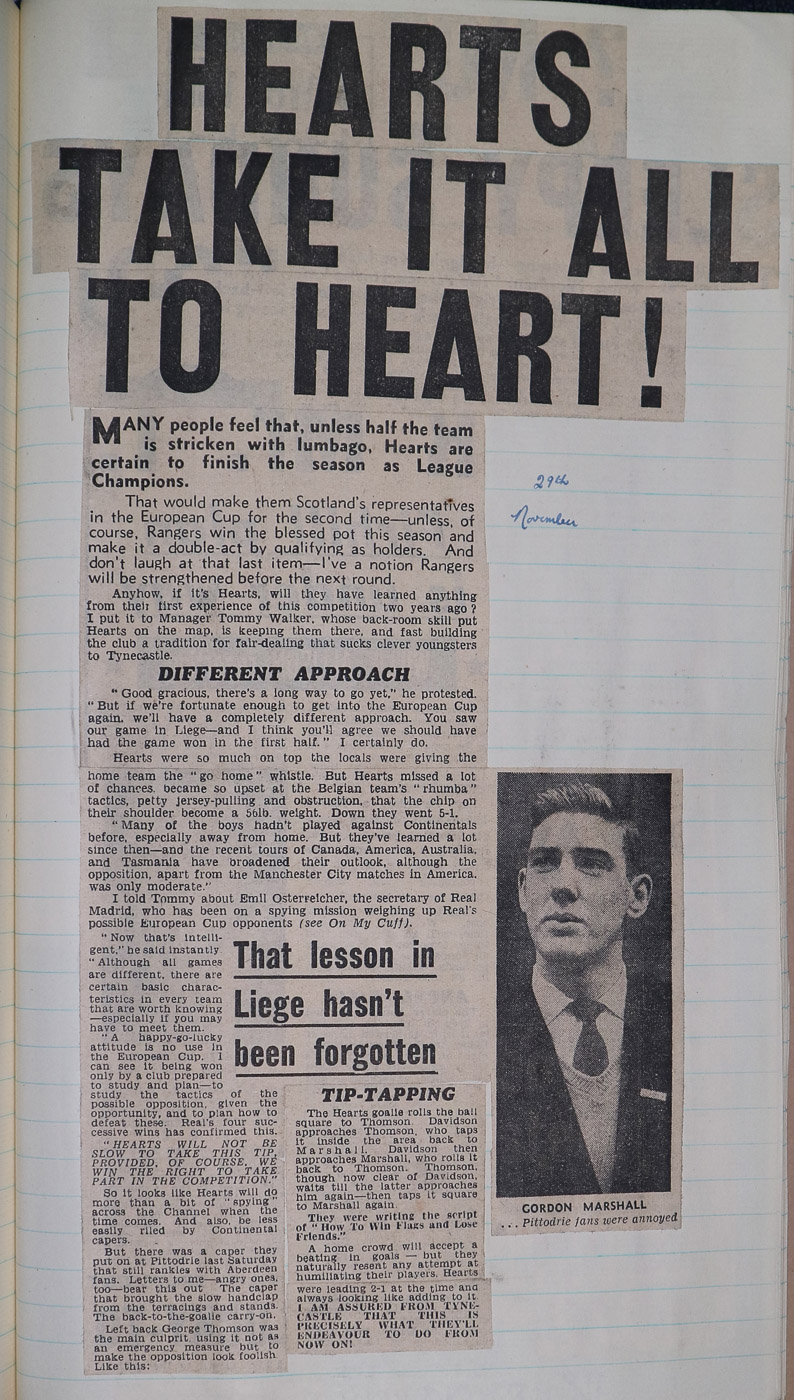 HEARTS
TAKE IT ALL
TO HEART!
MANY people feel that, unless half the team
is stricken with lumbago, Hearts are
certain to finish the season as League
Champions.
That would make them Scotland's representatives
in the European Cup for the second time—unless, of
course, Rangers win the blessed pot this season and
make it a double-act by qualifying as holders. And
don't laugh at that last item—I've a notion Rangers
will be strengthened before the next round.
Anyhow, if it's Hearts, will they have learned anything
from their first experience of this competition two years ago?
I put it to Manager Tommy Walker, whose back-room skill put
Hearts on the map, is keeping them there, and fast building
the club a tradition for fair-dealing that sucks clever youngsters
to Tynecastle.
DIFFERENT APPROACH
"Good gracious, there's a long way to go yet," he protested.
"But if we're fortunate enough to get into the European Cup
again, we'll have a completely different approach. You saw
our game in Liege—and I think you'll agree we should have
had the game won in the first half." I certainly do.
Hearts were so much on top the locals were giving the
home team the "go home" whistle. But Hearts missed a lot
of chances, became so upset at the Belgian team's "rhumba"
tactics, petty jersey-pulling and obstruction, that the chip on
their shoulder become a 56lb. weight. Down they went 5-1.
"Many of the boys hadn't played against Continentals
before, especially away from home. But they've learned a lot
since then—and the recent tours of Canada, America, Australia,
and Tasmania have broadened their outlook, although the
opposition, apart from the Manchester City matches in America,
was only moderate."
I told Tommy about Emil Osterreicher, the secretary of Real
Madrid, who has been on a spying mission weighing up Real's
possible European Cup opponents (see On My Cuff).
"Now that's intelli-
gent," he said instantly
"Although all games
are different, there are
certain basic charac-
teristics in every team
that are worth knowing
—especially if you may
have to meet them.
"A happy-go-lucky
attitude is no use in
the European Cup. I
can see it being won
only by a club prepared
to study and plan—to
study the tactics of the
possible opposition, given the
opportunity, and to plan how to
defeat these. Real's four suc-
cessive wins has confirmed this.
"HEARTS WILL NOT BE
SLOW TO TAKE THIS TIP,
PROVIDED, OF COURSE, WE
WIN THE RIGHT TO TAKE
PART IN THE COMPETITION."
So it looks like Hearts will do
more than a bit of "spying"
across the Channel when the
time comes. And also, be less
easily riled by Continental
capers.
But there was a caper they
put on at Pittodrie last Saturday
that still rankles with Aberdeen
fans. Letters to me—angry ones,
too—bear this out The caper
that brought the slow handclap
from the terracings and stands.
The back-to-the-goalie carry-on.
Left back George Thomson was
the main culprit, using it not as
an emergency measure but to
make the opposition look foolish
Like this:
That lesson in
Liege hasn't
been forgotten
TIP-TAPPING
The Hearts goalie rolls the ball
square to Thomson. Davidson
approaches Thomson, who taps
it inside the area back to
Marshall. Davidson then
approaches Marshall, who rolls it
back to Thomson. Thomson,
though now clear of Davidson,
waits till the latter approaches
him again—then taps it square
to Marshall again.
They were writing the script
of "How To Win Flags and Lose
Friends."
A home crowd will accept a
beating in goals — but they
naturally resent any attempt at
humiliating their players. Hearts
were leading 2-1 at the time and
always looking like adding to it.
I AM ASSURED FROM TYNE-
CASTLE THAT THIS IS
PRECISELY WHAT THEY'LL
ENDEAVOUR TO DO FROM
NOW ON!
29th
November
GORDON MARSHALL
... Pittodrie fans were annoyed